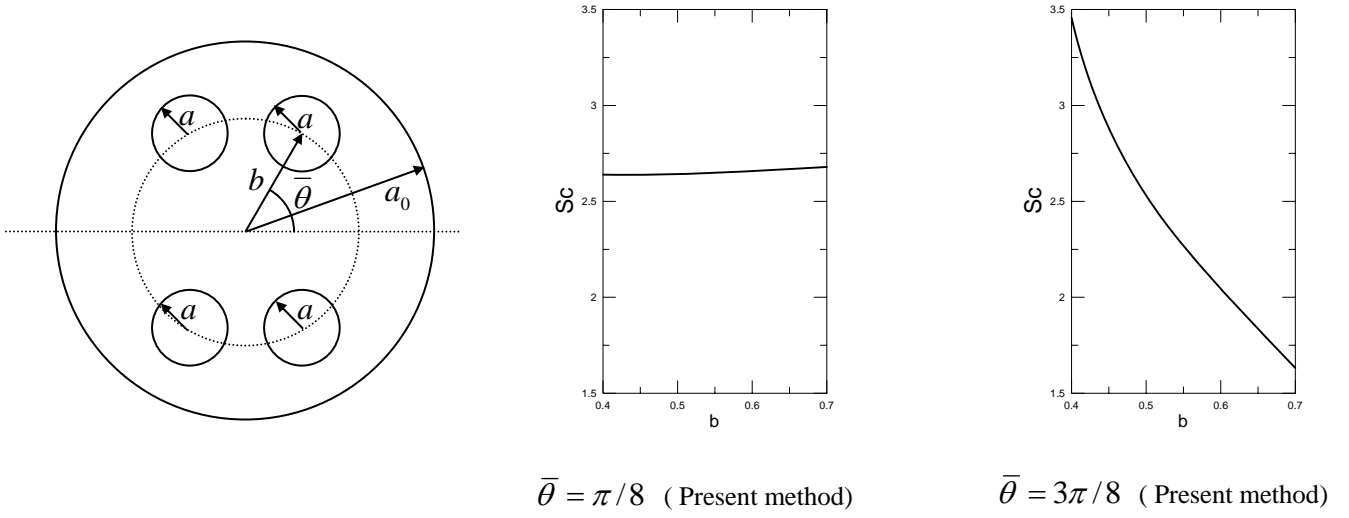 a
a
b
θ̄
a₀
a
a
3.5
3
2.5
2
1.5
Sc
0.4 0.5 0.6 0.7
b
θ̄ = π/8 ( Present method)
3.5
3
2.5
2
1.5
Sc
0.4 0.5 0.6 0.7
b
θ̄ = 3π/8 ( Present method)